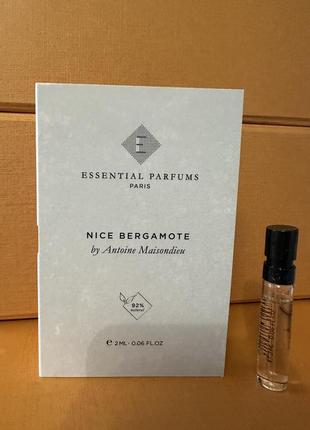 E
ESSENTIAL PARFUMS
PARIS
NICE BERGAMOTE
by Antoine Maisondieu
92%
natural
℮ 2 ML - 0.06 FL.OZ